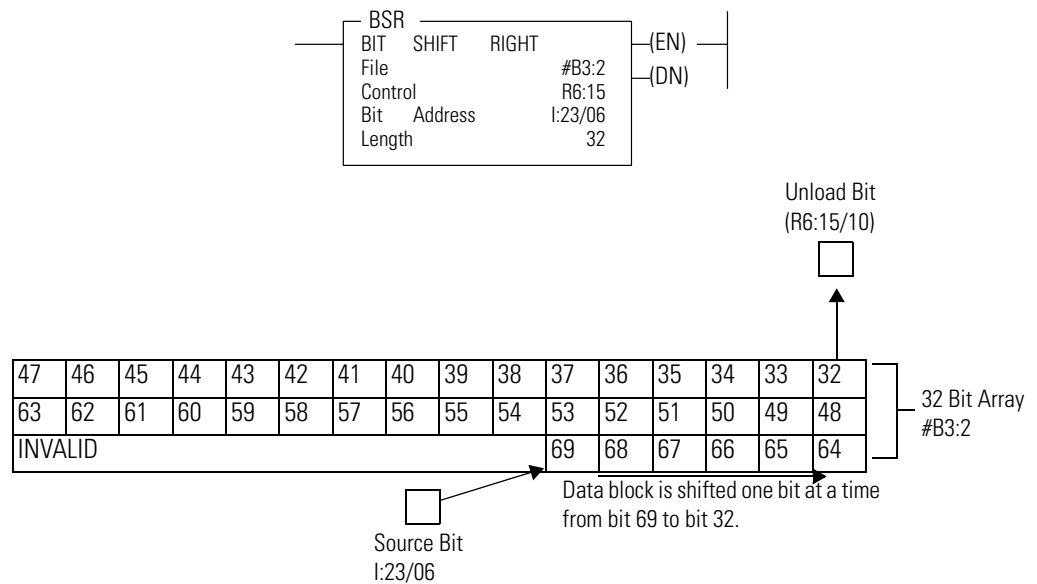 BSR
BIT SHIFT RIGHT
File #B3:2
Control R6:15
Bit Address I:23/06
Length 32
(EN)
(DN)
Unload Bit
(R6:15/10)
47 46 45 44 43 42 41 40 39 38 37 36 35 34 33 32
63 62 61 60 59 58 57 56 55 54 53 52 51 50 49 48
INVALID 69 68 67 66 65 64
32 Bit Array
#B3:2
Data block is shifted one bit at a time
from bit 69 to bit 32.
Source Bit
I:23/06